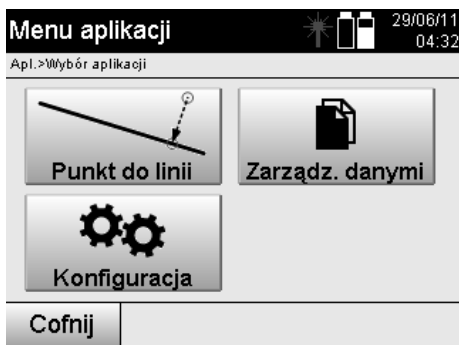 Menu aplikacji
29/06/11
04:32
Apl.>Wybór aplikacji
Punkt do linii
Zarządz. danymi
Konfiguracja
Cofnij